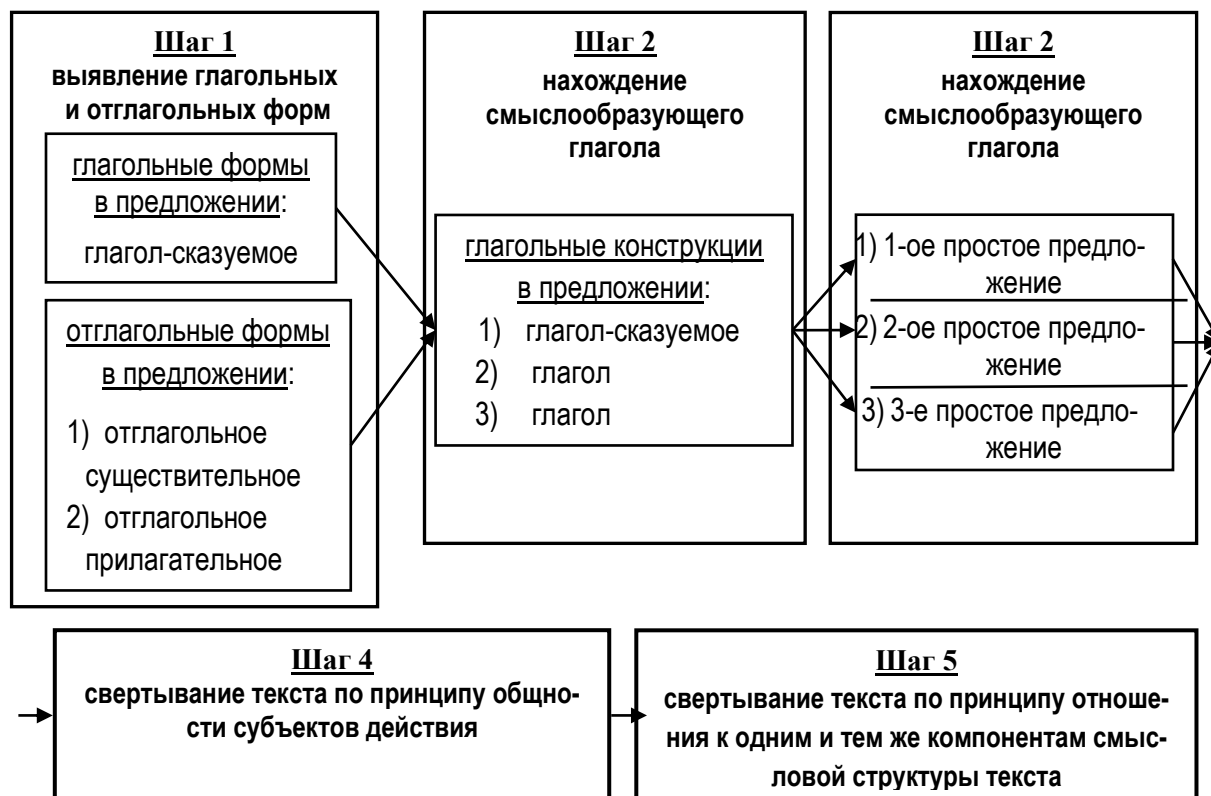 Шаг 1
выявление глагольных
и отглагольных форм
глагольные формы
в предложении:
глагол-сказуемое
отглагольные формы
в предложении:
1) отглагольное
существительное
2) отглагольное
прилагательное
Шаг 2
нахождение
смыслообразующего
глагола
глагольные конструкции
в предложении:
1) глагол-сказуемое
2) глагол
3) глагол
Шаг 2
нахождение
смыслообразующего
глагола
1) 1-ое простое предло-
жение
2) 2-ое простое предло-
жение
3) 3-е простое предло-
жение
Шаг 4
свертывание текста по принципу общно-
сти субъектов действия
Шаг 5
свертывание текста по принципу отноше-
ния к одним и тем же компонентам смыс-
ловой структуры текста